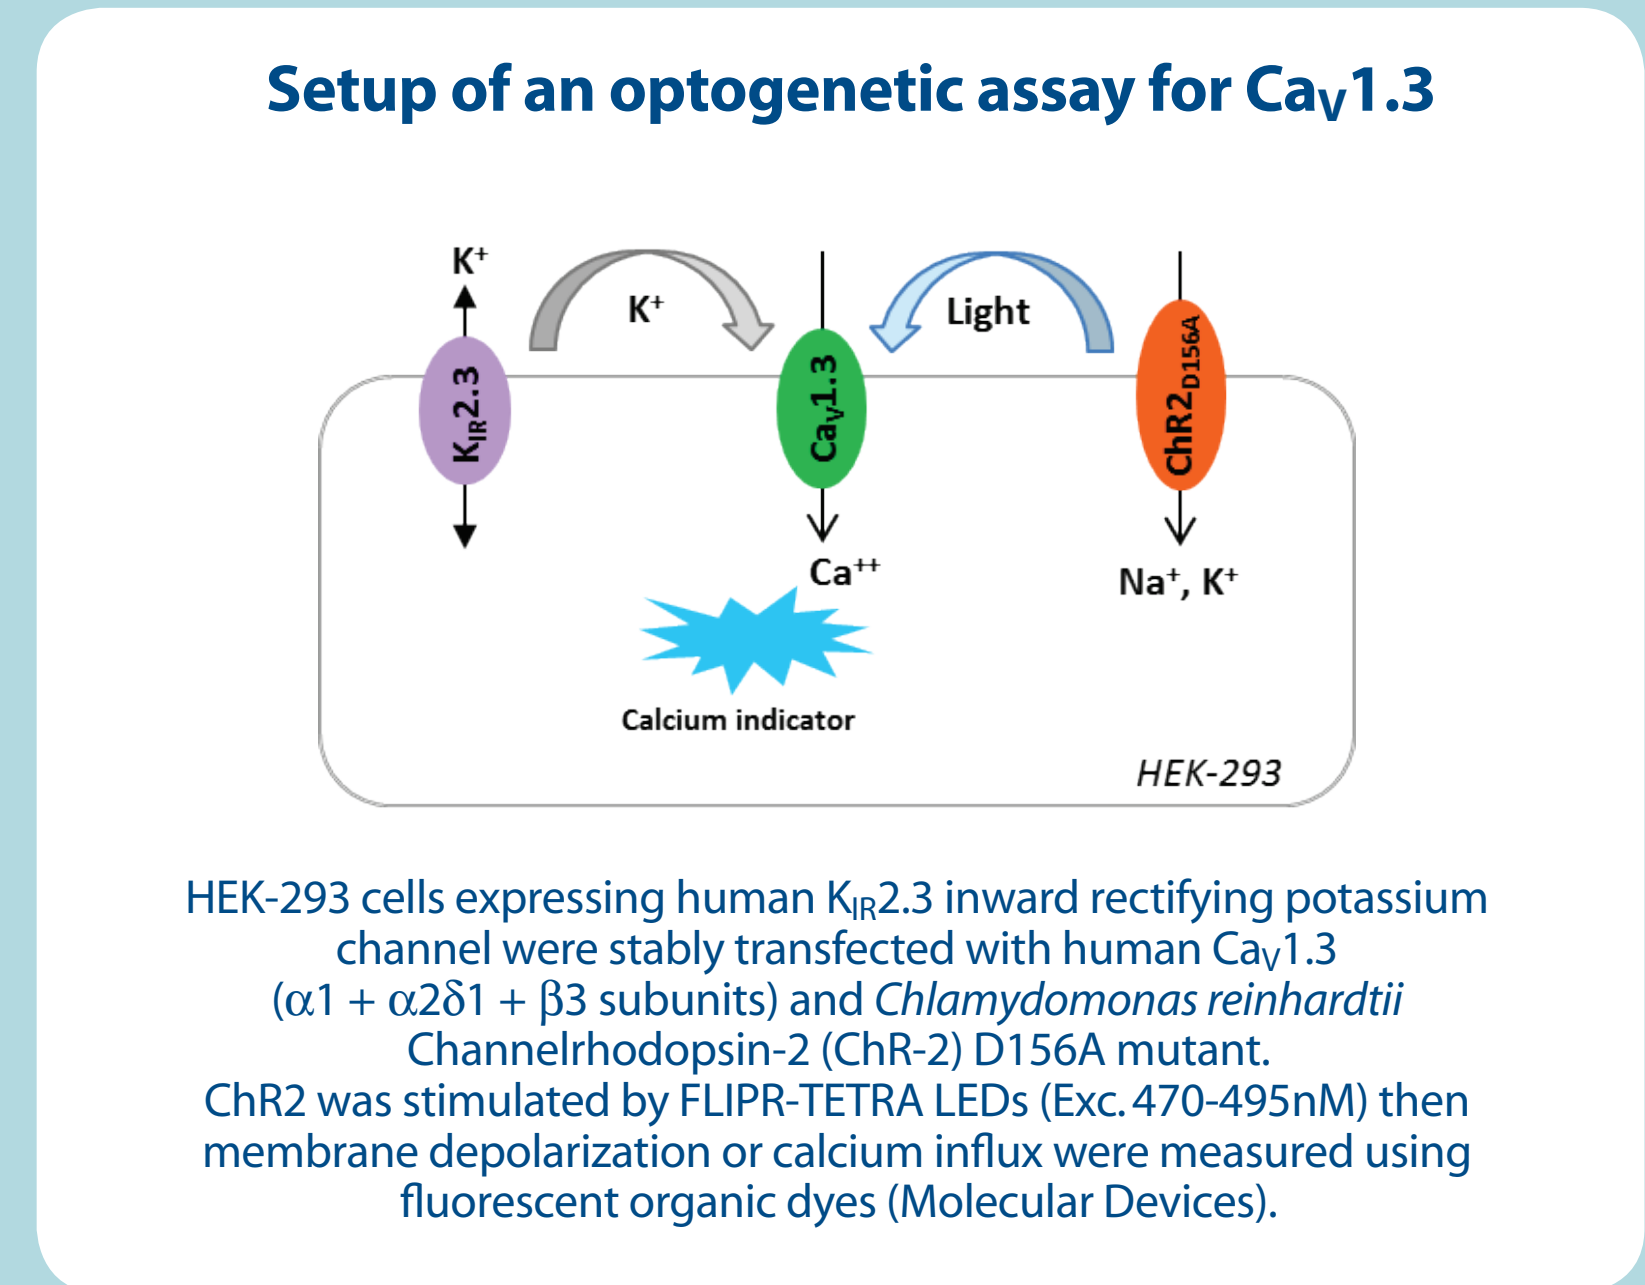 Setup of an optogenetic assay for CaV1.3
K+
K+
Light
KIR2.3
CaV1.3
ChR2D156A
Ca++
Na+, K+
Calcium indicator
HEK-293
HEK-293 cells expressing human KIR2.3 inward rectifying potassium
channel were stably transfected with human CaV1.3
(α1 + α2δ1 + β3 subunits) and Chlamydomonas reinhardtii
Channelrhodopsin-2 (ChR-2) D156A mutant.
ChR2 was stimulated by FLIPR-TETRA LEDs (Exc. 470-495nM) then
membrane depolarization or calcium influx were measured using
fluorescent organic dyes (Molecular Devices).